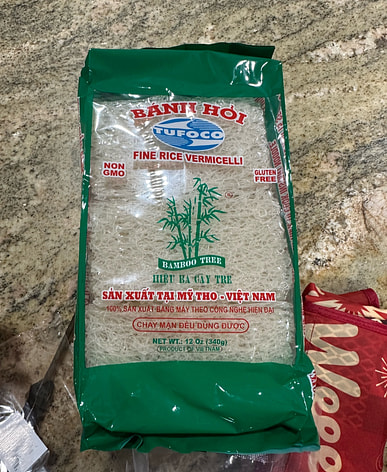 BANH HỎI
TUFOCO
FINE RICE VERMICELLI
NON
GMO
GLUTEN
FREE
BAMBOO TREE
HIỆU BA CÂY TRE
SẢN XUẤT TẠI MỸ THO - VIỆT NAM
100% SẢN XUẤT BẰNG MÁY THEO CÔNG NGHỆ HIỆN ĐẠI
CHAY MẶN ĐỀU DÙNG ĐƯỢC
NET WT.: 12 Oz (340g)
(PRODUCT OF VIETNAM)